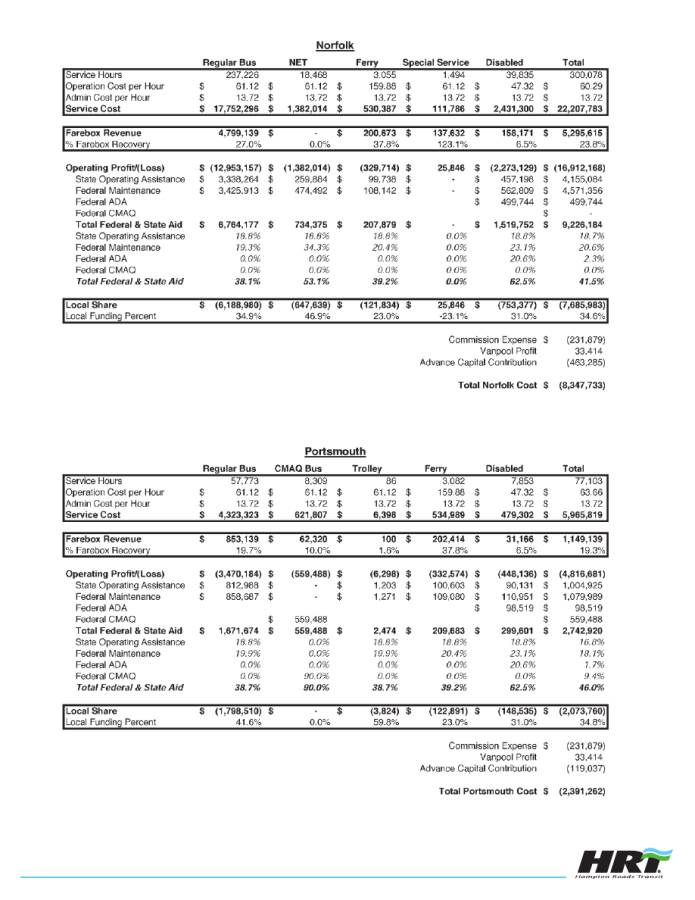 Norfolk
Regular Bus NET Ferry Special Service Disabled Total
Service Hours 237,226 18,468 3,055 1,494 39,835 300,078
Operation Cost per Hour $ 61.12 $ 61.12 $ 159.88 $ 61.12 $ 47.32 $ 60.29
Admin Cost per Hour $ 13.72 $ 13.72 $ 13.72 $ 13.72 $ 13.72 $ 13.72
Service Cost $ 17,752,296 $ 1,382,014 $ 530,387 $ 111,786 $ 2,431,300 $ 22,207,783
Farebox Revenue 4,799,139 $ - $ 200,673 $ 137,632 $ 158,171 $ 5,295,615
% Farebox Recovery 27.0% 0.0% 37.8% 123.1% 6.5% 23.8%
Operating Profit/(Loss) $ (12,953,157) $ (1,382,014) $ (329,714) $ 25,846 $ (2,273,129) $ (16,912,168)
State Operating Assistance $ 3,338,264 $ 259,884 $ 99,738 $ - $ 457,198 $ 4,155,084
Federal Maintenance $ 3,425,913 $ 474,492 $ 108,142 $ - $ 562,809 $ 4,571,356
Federal ADA $ 499,744 $ 499,744
Federal CMAQ $ -
Total Federal & State Aid $ 6,764,177 $ 734,375 $ 207,879 $ - $ 1,519,752 $ 9,226,184
State Operating Assistance 18.8% 18.8% 18.8% 0.0% 18.8% 18.7%
Federal Maintenance 19.3% 34.3% 20.4% 0.0% 23.1% 20.6%
Federal ADA 0.0% 0.0% 0.0% 0.0% 20.6% 2.3%
Federal CMAQ 0.0% 0.0% 0.0% 0.0% 0.0% 0.0%
Total Federal & State Aid 38.1% 53.1% 39.2% 0.0% 62.5% 41.5%
Local Share $ (6,188,980) $ (647,639) $ (121,834) $ 25,846 $ (753,377) $ (7,685,983)
Local Funding Percent 34.9% 46.9% 23.0% -23.1% 31.0% 34.6%
Commission Expense $ (231,879)
Vanpool Profit 33,414
Advance Capital Contribution (463,285)
Total Norfolk Cost $ (8,347,733)
Portsmouth
Regular Bus CMAQ Bus Trolley Ferry Disabled Total
Service Hours 57,773 8,309 86 3,082 7,853 77,103
Operation Cost per Hour $ 61.12 $ 61.12 $ 61.12 $ 159.88 $ 47.32 $ 63.66
Admin Cost per Hour $ 13.72 $ 13.72 $ 13.72 $ 13.72 $ 13.72 $ 13.72
Service Cost $ 4,323,323 $ 621,807 $ 6,398 $ 534,989 $ 479,302 $ 5,965,819
Farebox Revenue $ 853,139 $ 62,320 $ 100 $ 202,414 $ 31,166 $ 1,149,139
% Farebox Recovery 19.7% 10.0% 1.6% 37.8% 6.5% 19.3%
Operating Profit/(Loss) $ (3,470,184) $ (559,488) $ (6,298) $ (332,574) $ (448,136) $ (4,816,681)
State Operating Assistance $ 812,988 $ - $ 1,203 $ 100,603 $ 90,131 $ 1,004,925
Federal Maintenance $ 858,687 $ - $ 1,271 $ 109,080 $ 110,951 $ 1,079,989
Federal ADA $ 98,519 $ 98,519
Federal CMAQ $ 559,488 $ 559,488
Total Federal & State Aid $ 1,671,674 $ 559,488 $ 2,474 $ 209,683 $ 299,601 $ 2,742,920
State Operating Assistance 18.8% 0.0% 18.8% 18.8% 18.8% 16.8%
Federal Maintenance 19.9% 0.0% 19.9% 20.4% 23.1% 18.1%
Federal ADA 0.0% 0.0% 0.0% 0.0% 20.6% 1.7%
Federal CMAQ 0.0% 90.0% 0.0% 0.0% 0.0% 9.4%
Total Federal & State Aid 38.7% 90.0% 38.7% 39.2% 62.5% 46.0%
Local Share $ (1,798,510) $ - $ (3,824) $ (122,891) $ (148,535) $ (2,073,760)
Local Funding Percent 41.6% 0.0% 59.8% 23.0% 31.0% 34.8%
Commission Expense $ (231,879)
Vanpool Profit 33,414
Advance Capital Contribution (119,037)
Total Portsmouth Cost $ (2,391,262)
HRT
Hampton Roads Transit